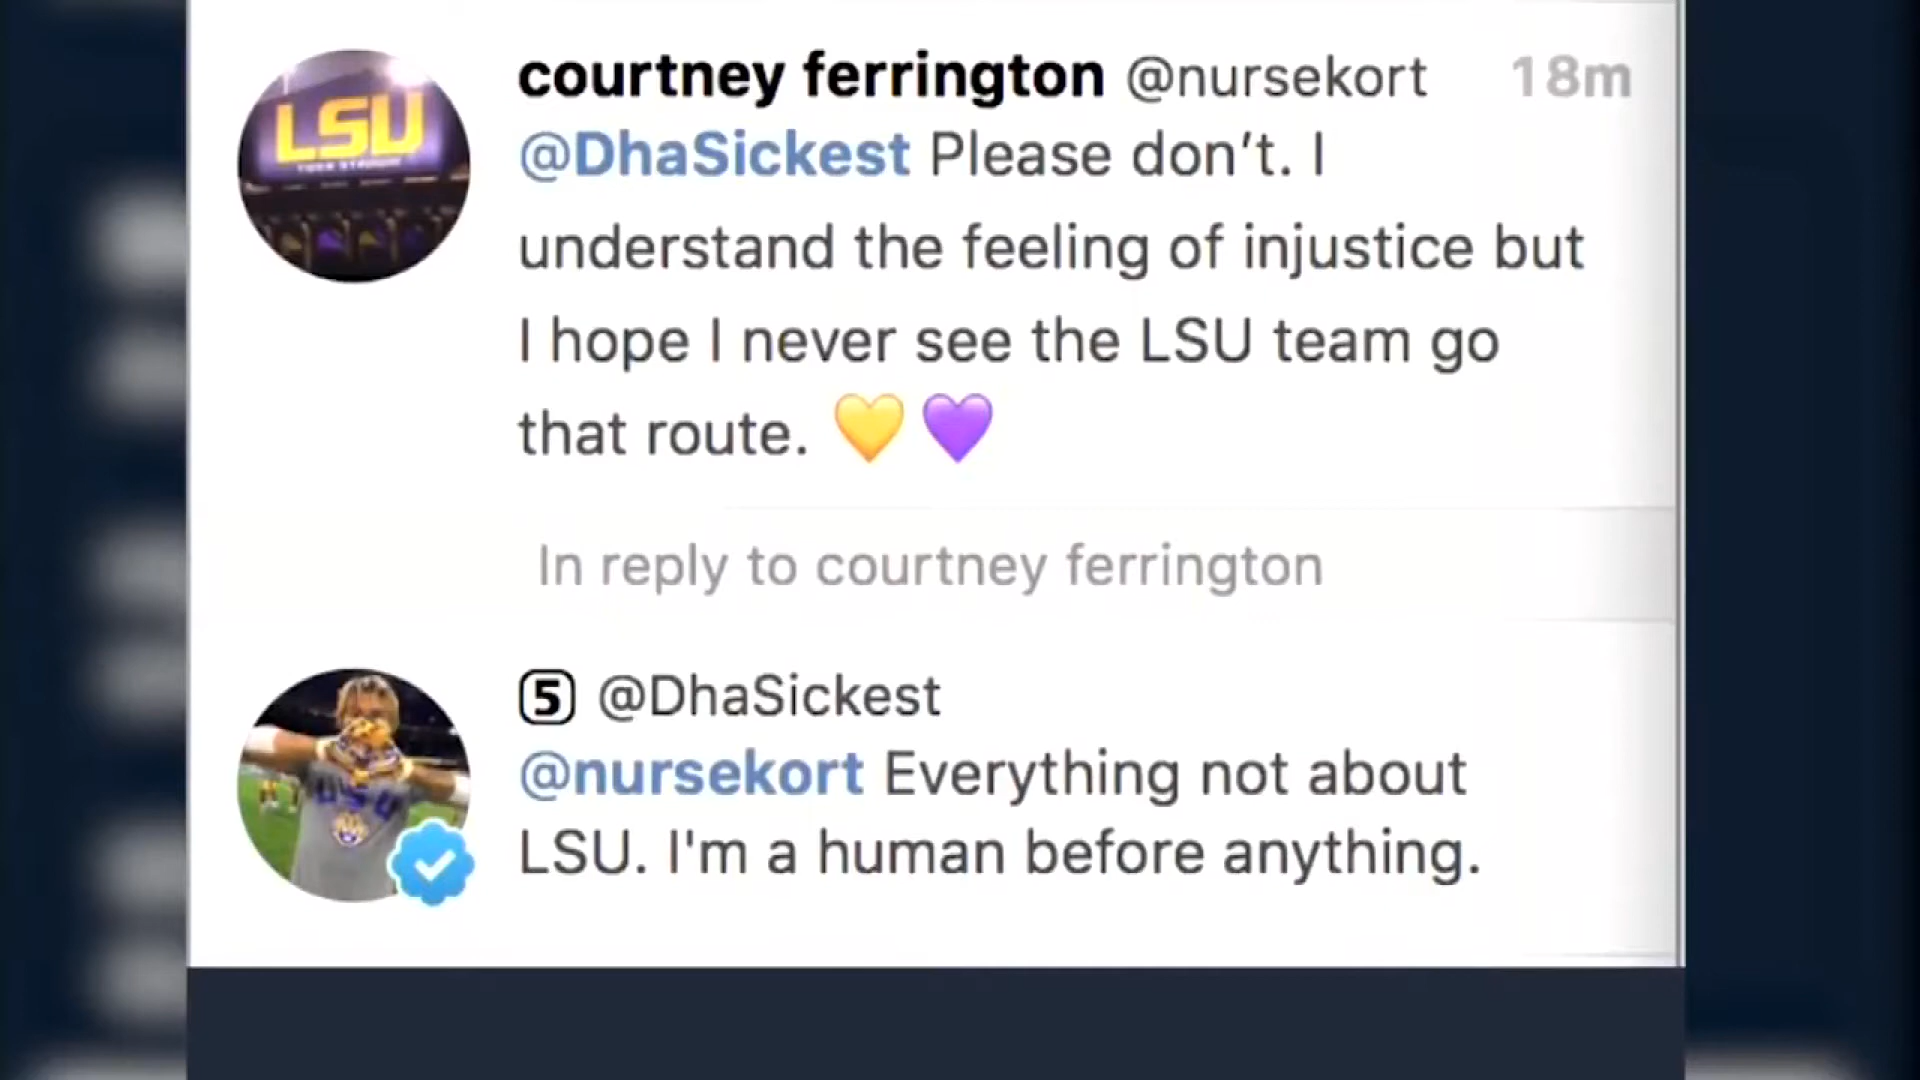 LSU
courtney ferrington @nursekort 18m
@DhaSickest Please don’t. I
understand the feeling of injustice but
I hope I never see the LSU team go
that route. 💛 💜
In reply to courtney ferrington
5 @DhaSickest
@nursekort Everything not about
LSU. I'm a human before anything.